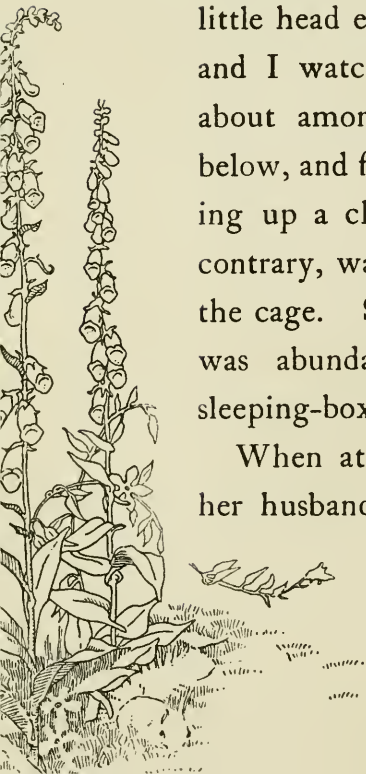 little head e
and I watc
about amon
below, and f
ing up a cl
contrary, wa
the cage. S
was abunda
sleeping-box
When at
her husband